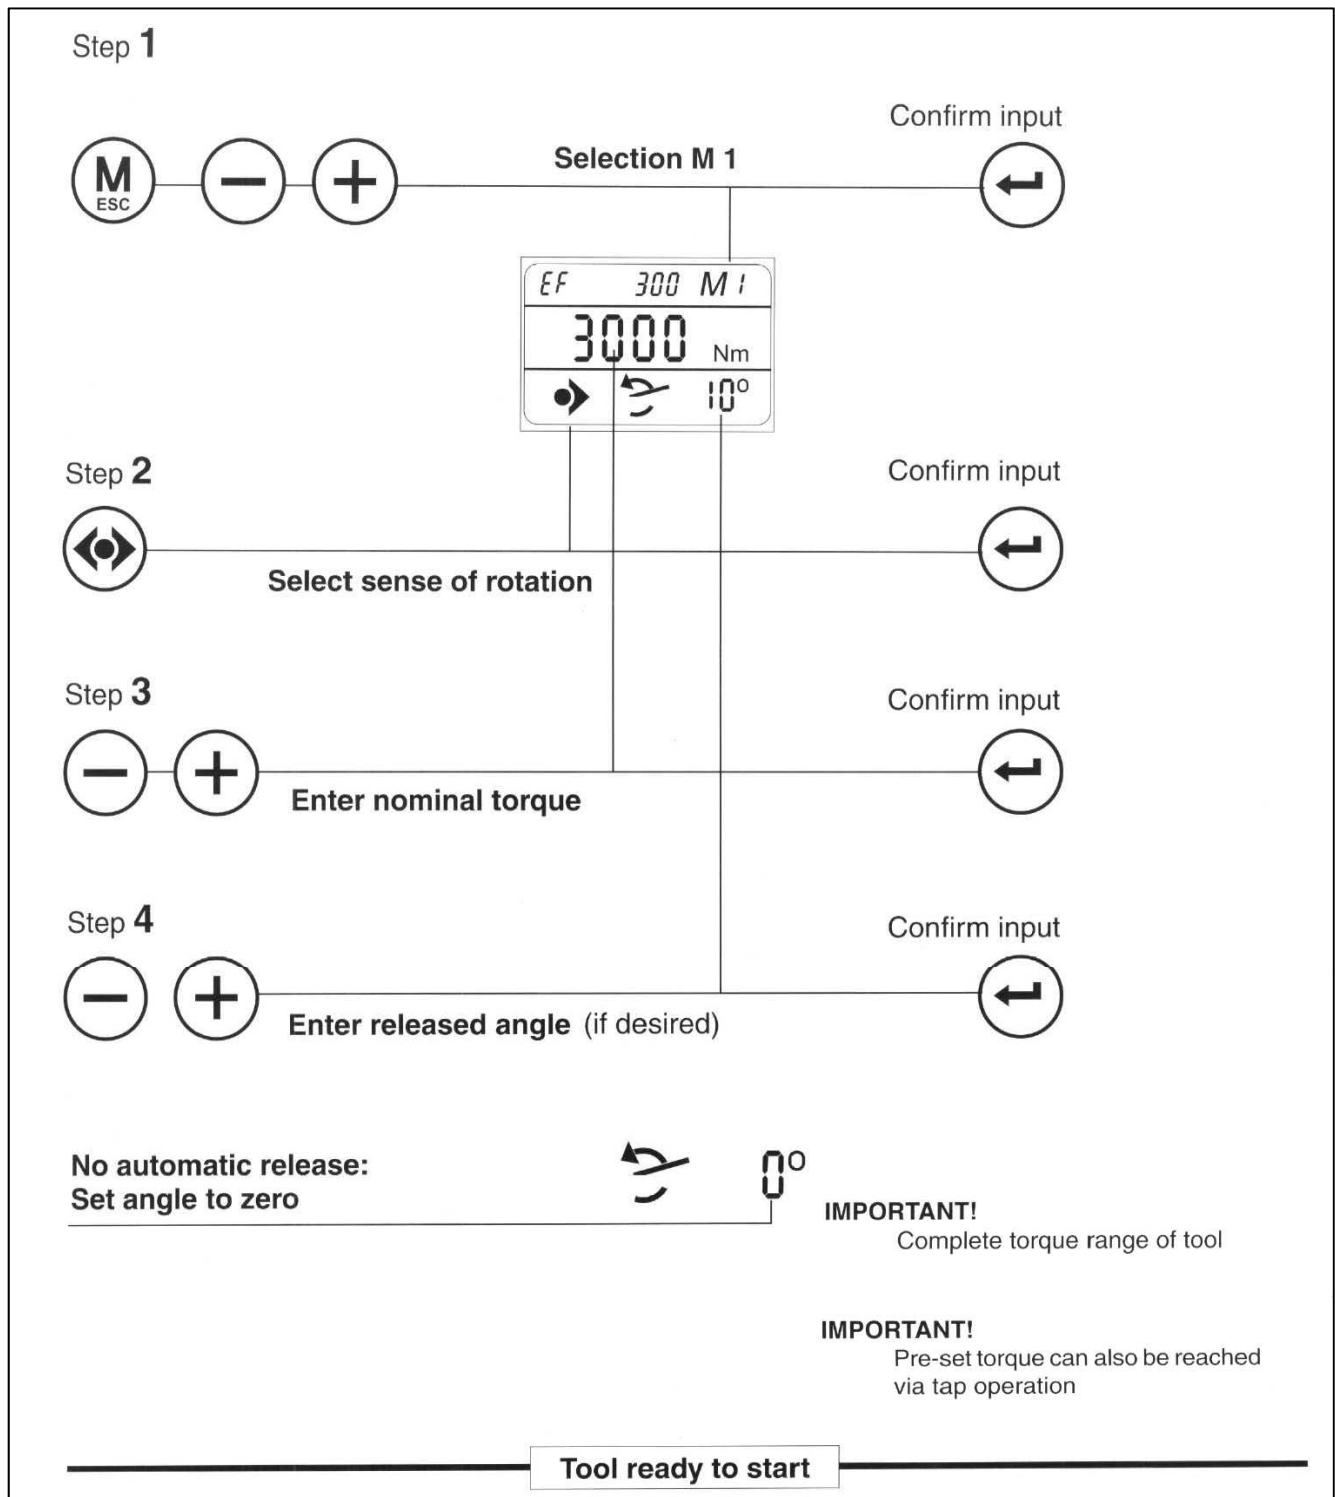 Step 1
Confirm input
Selection M 1
M
ESC
EF 300 M1
3000 Nm
10°
Step 2
Confirm input
Select sense of rotation
Step 3
Confirm input
Enter nominal torque
Step 4
Confirm input
Enter released angle (if desired)
No automatic release:
Set angle to zero
0°
IMPORTANT!
Complete torque range of tool
IMPORTANT!
Pre-set torque can also be reached
via tap operation
Tool ready to start